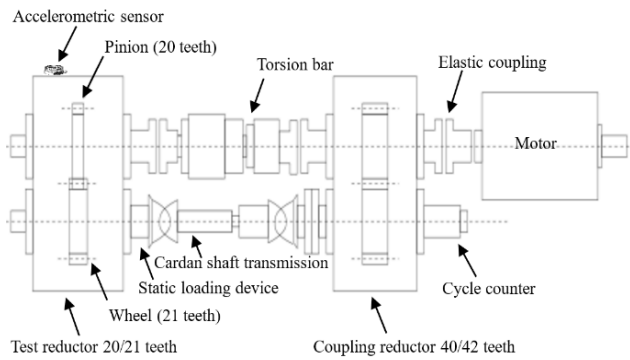 Accelerometric sensor
Pinion (20 teeth)
Torsion bar
Elastic coupling
Motor
Cardan shaft transmission
Static loading device
Cycle counter
Wheel (21 teeth)
Test reductor 20/21 teeth
Coupling reductor 40/42 teeth